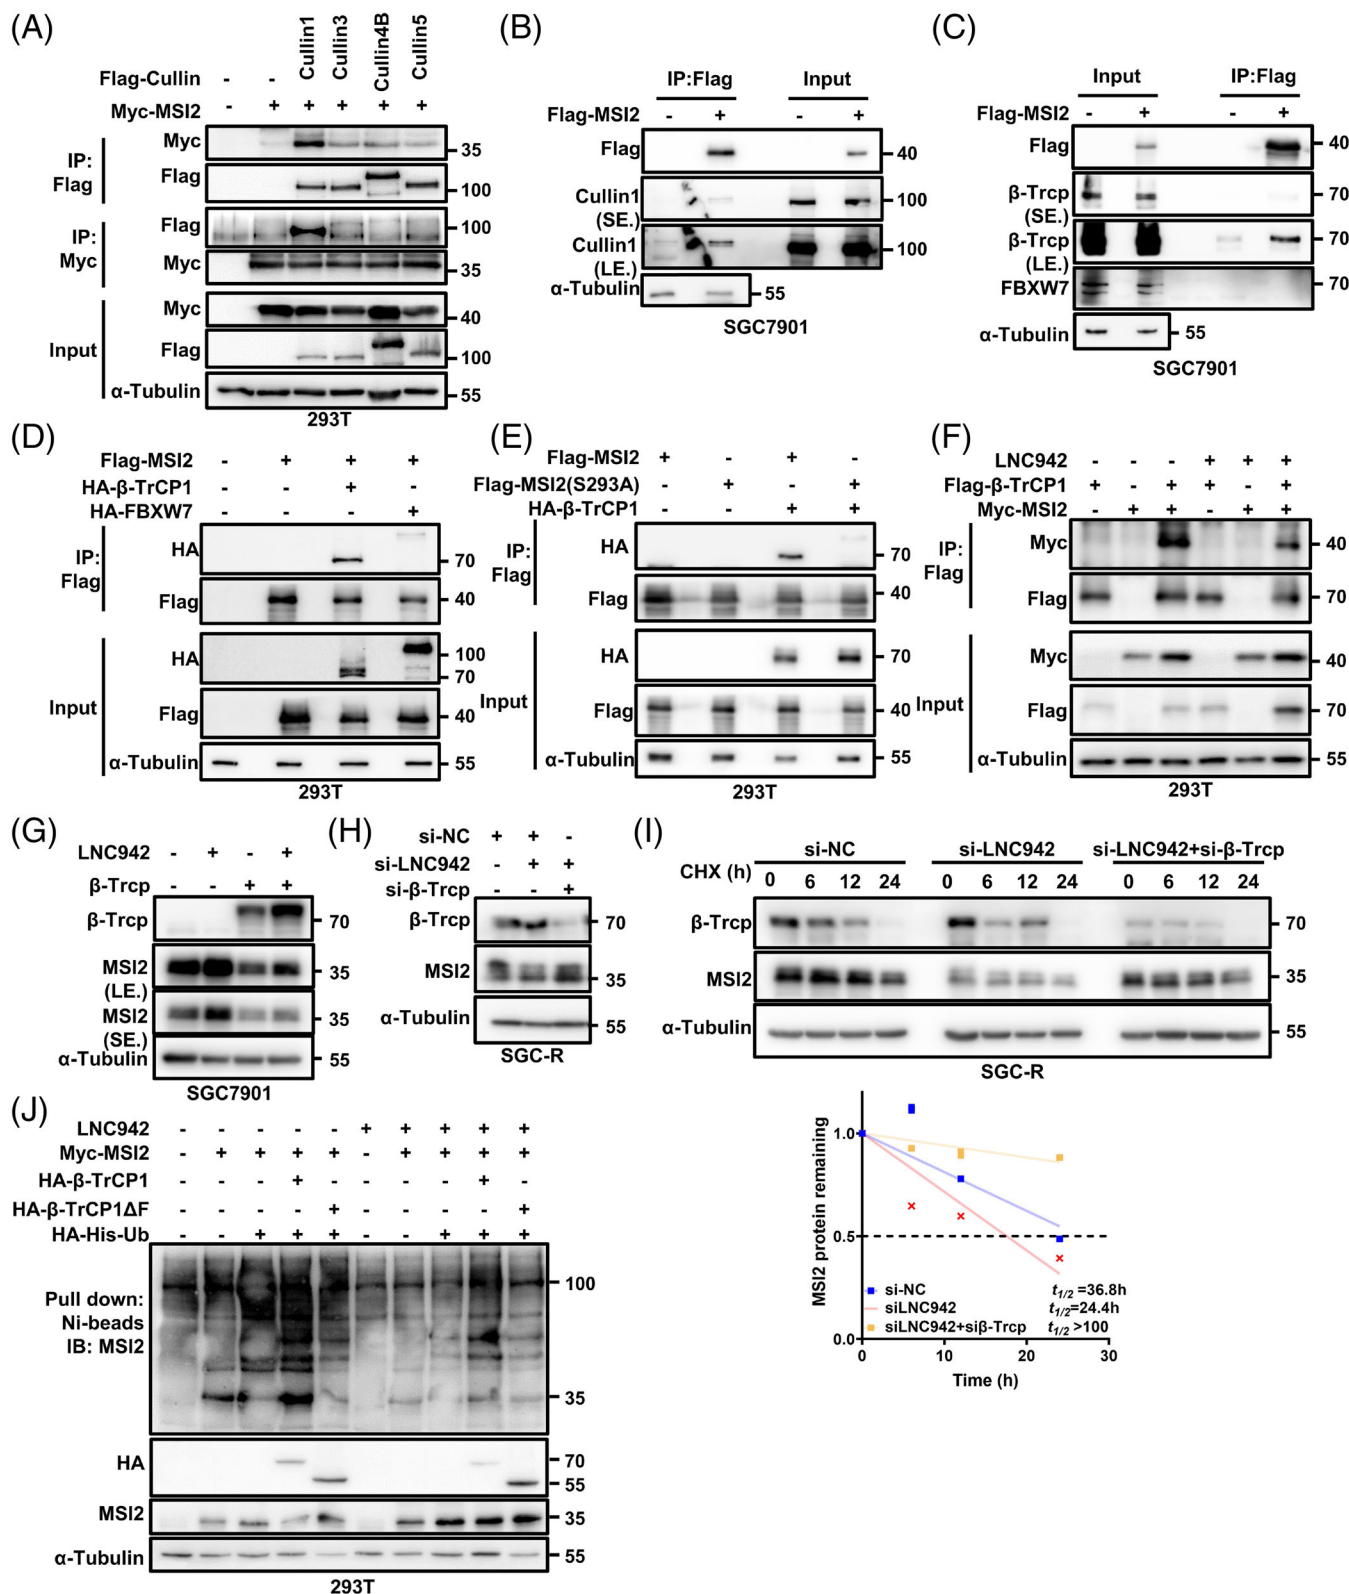 (A)
Flag-Cullin - - Cullin1 Cullin3 Cullin4B Cullin5
Myc-MSI2 - + + + + +
IP: Flag
Myc 35
Flag 100
IP: Myc
Flag 100
Myc 35
Input
Myc 40
Flag 100
α-Tubulin 55
293T
(B)
IP:Flag Input
Flag-MSI2 - + - +
Flag 40
Cullin1 (SE.) 100
Cullin1 (LE.) 100
α-Tubulin 55
SGC7901
(C)
Input IP:Flag
Flag-MSI2 - + - +
Flag 40
β-Trcp (SE.) 70
β-Trcp (LE.) 70
FBXW7 70
α-Tubulin 55
SGC7901
(D)
Flag-MSI2 - + + +
HA-β-TrCP1 - - + -
HA-FBXW7 - - - +
IP: Flag
HA 70
Flag 40
Input
HA 100
70
Flag 40
α-Tubulin 55
293T
(E)
Flag-MSI2 + - + -
Flag-MSI2(S293A) - + - +
HA-β-TRCP1 - - + +
IP: Flag
HA 70
Flag 40
Input
HA 70
Flag 40
α-Tubulin 55
293T
(F)
LNC942 - - - + + +
Flag-β-TrCP1 + - + + - +
Myc-MSI2 - + + - + +
IP: Flag
Myc 40
Flag 70
Input
Myc 40
Flag 70
α-Tubulin 55
293T
(G)
LNC942 - + - +
β-Trcp - - + +
β-Trcp 70
MSI2 (LE.) 35
MSI2 (SE.) 35
α-Tubulin 55
SGC7901
(H)
si-NC + + -
si-LNC942 - + +
si-β-Trcp - - +
β-Trcp 70
MSI2 35
α-Tubulin 55
SGC-R
(I)
si-NC si-LNC942 si-LNC942+si-β-Trcp
CHX (h) 0 6 12 24 0 6 12 24 0 6 12 24
β-Trcp 70
MSI2 35
α-Tubulin 55
SGC-R
MSI2 protein remaining
1.0
0.5
0.0
si-NC t1/2 =36.8h
siLNC942 t1/2=24.4h
siLNC942+siβ-Trcp t1/2 >100
0 10 20 30
Time (h)
(J)
LNC942 - - - - - + + + + +
Myc-MSI2 - + + + + - + + + +
HA-β-TrCP1 - - - + - - - - + -
HA-β-TrCP1ΔF - - - - + - - - - +
HA-His-Ub - - + + + - - + + +
Pull down:
Ni-beads
IB: MSI2
100
35
HA 70
55
MSI2 35
α-Tubulin 55
293T